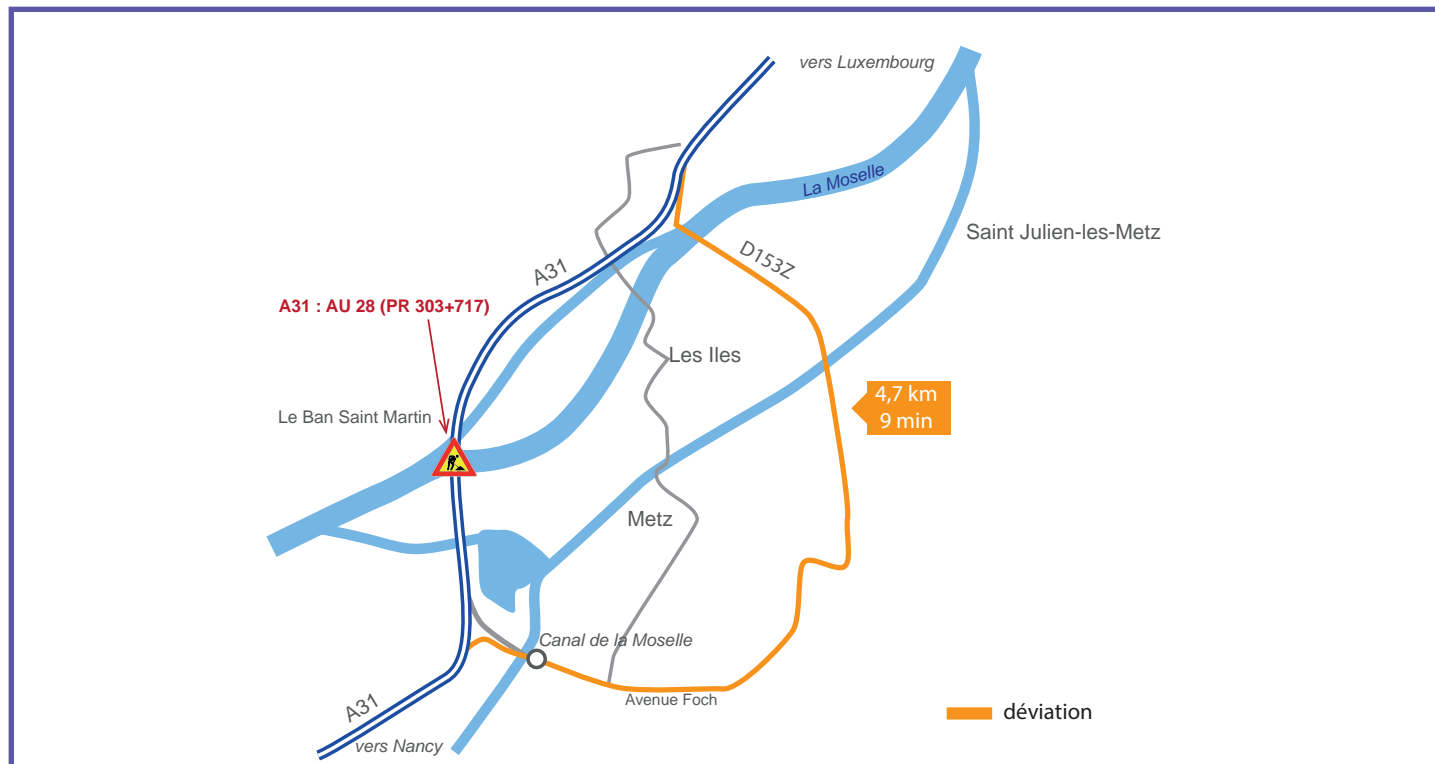 vers Luxembourg
La Moselle
Saint Julien-les-Metz
D153Z
A31
A31 : AU 28 (PR 303+717)
Les Iles
4,7 km
9 min
Le Ban Saint Martin
Metz
Canal de la Moselle
Avenue Foch
A31
déviation
vers Nancy